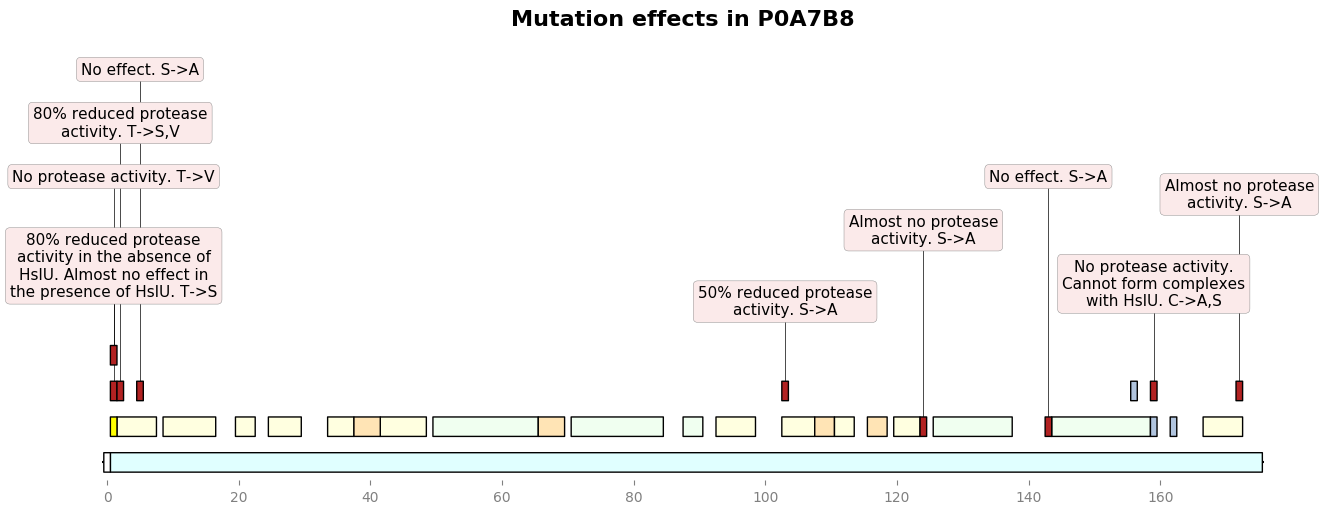 Mutation effects in P0A7B8
No effect. S->A
80% reduced protease
activity. T->S,V
No protease activity. T->V
80% reduced protease
activity in the absence of
HslU. Almost no effect in
the presence of HslU. T->S
50% reduced protease
activity. S->A
Almost no protease
activity. S->A
No effect. S->A
No protease activity.
Cannot form complexes
with HslU. C->A,S
Almost no protease
activity. S->A
0 20 40 60 80 100 120 140 160